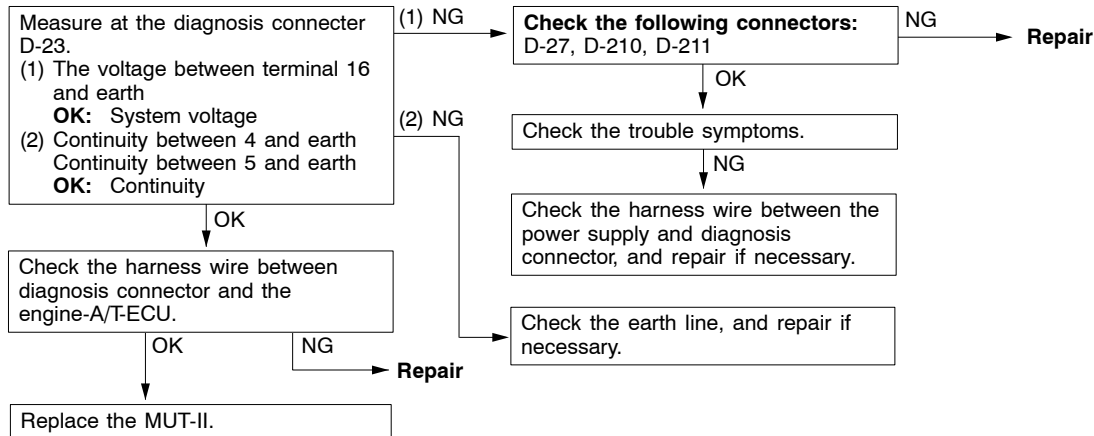 Measure at the diagnosis connecter
D-23.
(1) The voltage between terminal 16
and earth
OK: System voltage
(2) Continuity between 4 and earth
Continuity between 5 and earth
OK: Continuity
(1) NG
Check the following connectors:
D-27, D-210, D-211
NG
Repair
OK
Check the trouble symptoms.
NG
Check the harness wire between the
power supply and diagnosis
connector, and repair if necessary.
(2) NG
Check the earth line, and repair if
necessary.
OK
Check the harness wire between
diagnosis connector and the
engine-A/T-ECU.
OK
NG
Repair
Replace the MUT-II.